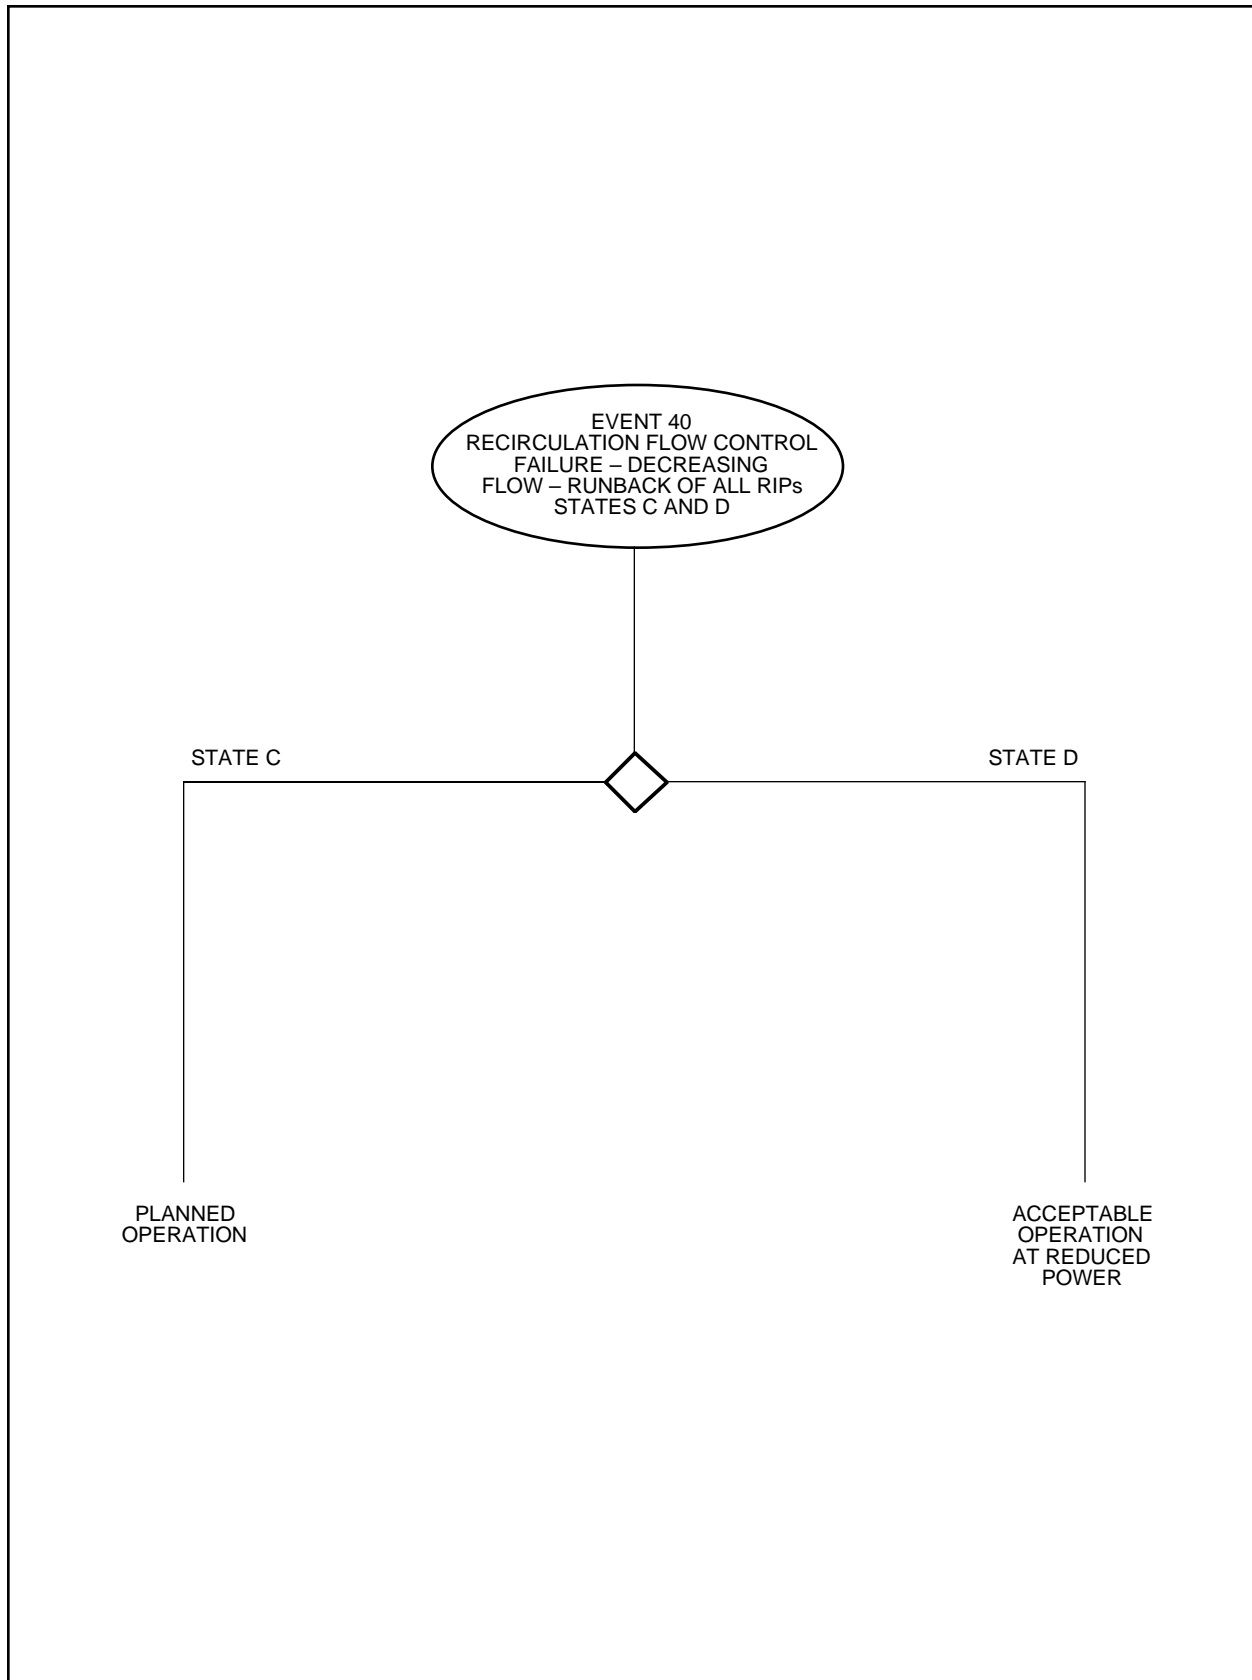 EVENT 40
RECIRCULATION FLOW CONTROL
FAILURE – DECREASING
FLOW – RUNBACK OF ALL RIPs
STATES C AND D
STATE C
STATE D
PLANNED
OPERATION
ACCEPTABLE
OPERATION
AT REDUCED
POWER